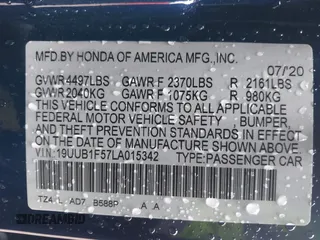 MFD BY HONDA OF AMERICA MFG.,INC.
07/20
GVWR4497LBS GAWR F 2370LBS R 2161LBS
GVWR2040KG GAWR F 1075KG R 980KG
THIS VEHICLE CONFORMS TO ALL APPLICABLE
FEDERAL MOTOR VEHICLE SAFETY, BUMPER,
AND THEFT PREVENTION STANDARDS IN
EFFECT ON THE DATE OF MANUFACTURE
SHOWN ABOVE.
VIN:19UUB1F57LA015342 TYPE:PASSENGER CAR
TZ4 L AD7 B588P A A